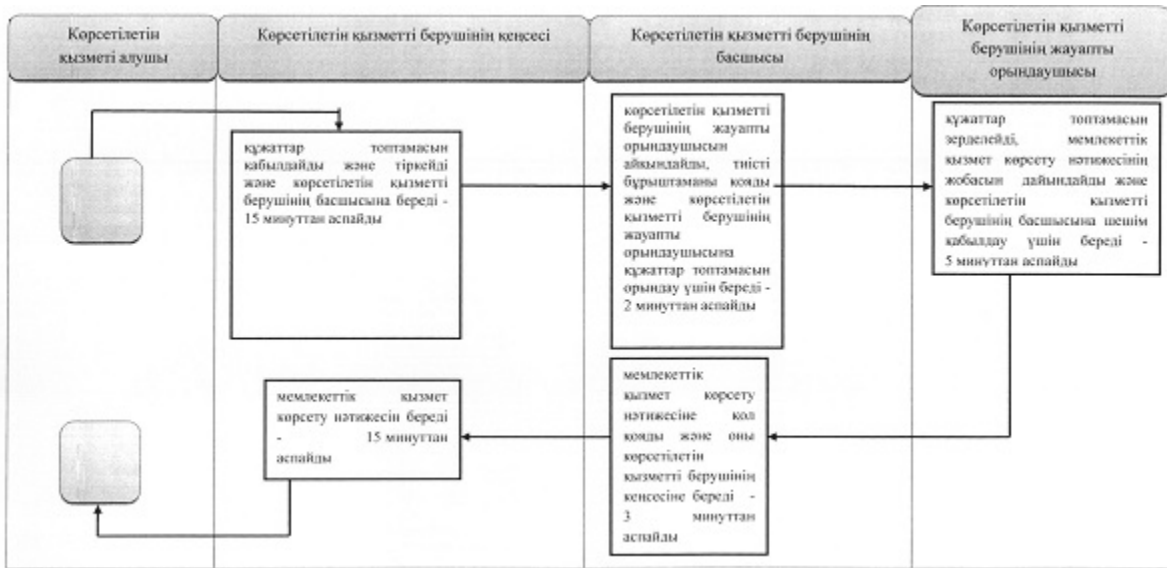 Көрсетілетін
қызметі алушы
Көрсетілетін қызметті берушінің кеңсесі
Көрсетілетін қызметті берушінің
басшысы
Көрсетілетін қызметті
берушінің жауапты
орындаушысы
құжаттар топтамасын
қабылдайды және тіркейді
және көрсетілетін қызметті
берушінің басшысына береді -
15 минуттан аспайды
көрсетілетін қызметті
берушінің жауапты
орындаушысын
айқындайды, тиісті
бұрыштаманы қояды
және көрсетілетін
қызметті берушінің
жауапты
орындаушысына
құжаттар топтамасын
орындау үшін береді -
2 минуттан аспайды
құжаттар топтамасын
зерделейді, мемлекеттік
қызмет көрсету нәтижесінің
жобасын дайындайды және
көрсетілетін қызметті
берушінің басшысына шешім
қабылдау үшін береді -
5 минуттан аспайды
мемлекеттік қызмет
көрсету нәтижесін береді
- 15 минуттан
аспайды
мемлекеттік
қызмет көрсету
нәтижесіне қол
қояды және оны
көрсетілетін
қызметті берушінің
кеңсесіне береді -
3 минуттан
аспайды